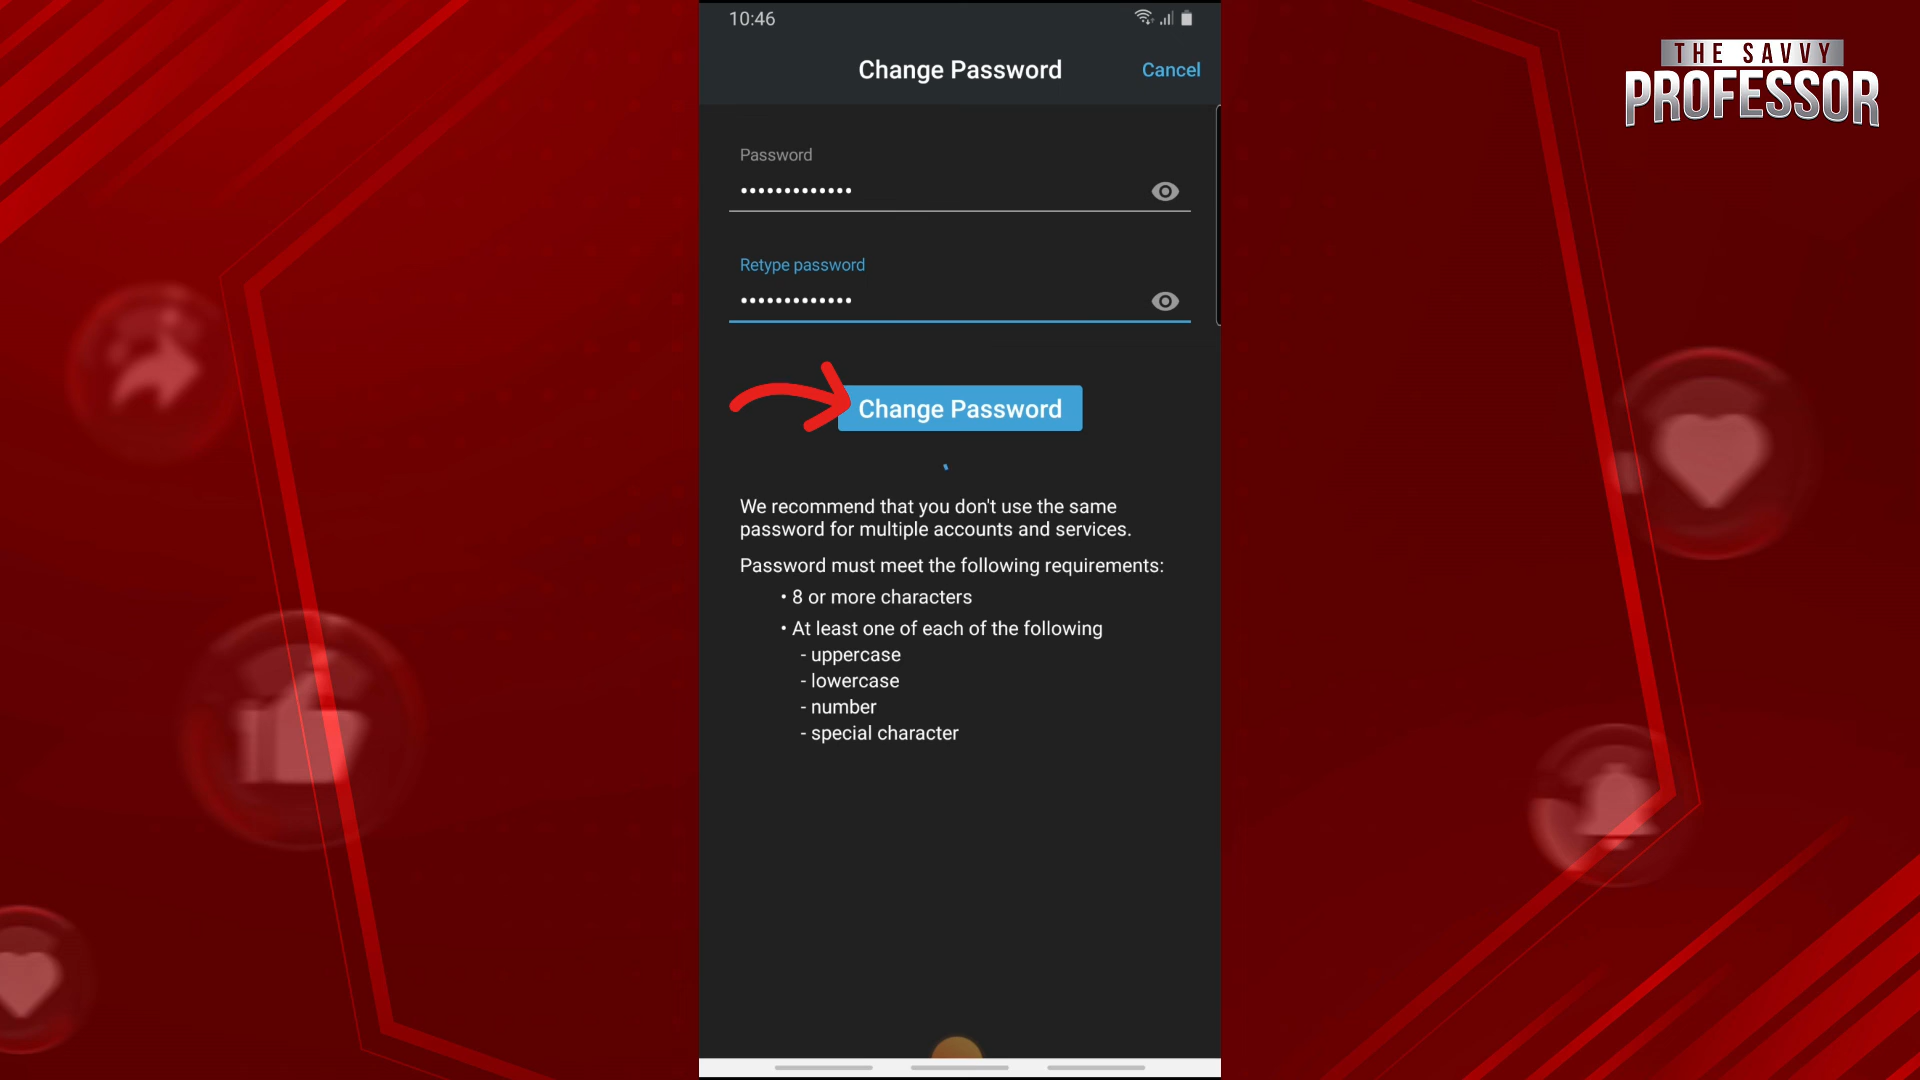 10:46
Change Password
Cancel
Password
•••••••••••••
Retype password
•••••••••••••
Change Password
We recommend that you don't use the same
password for multiple accounts and services.
Password must meet the following requirements:
• 8 or more characters
• At least one of each of the following
- uppercase
- lowercase
- number
- special character
THE SAVVY
PROFESSOR